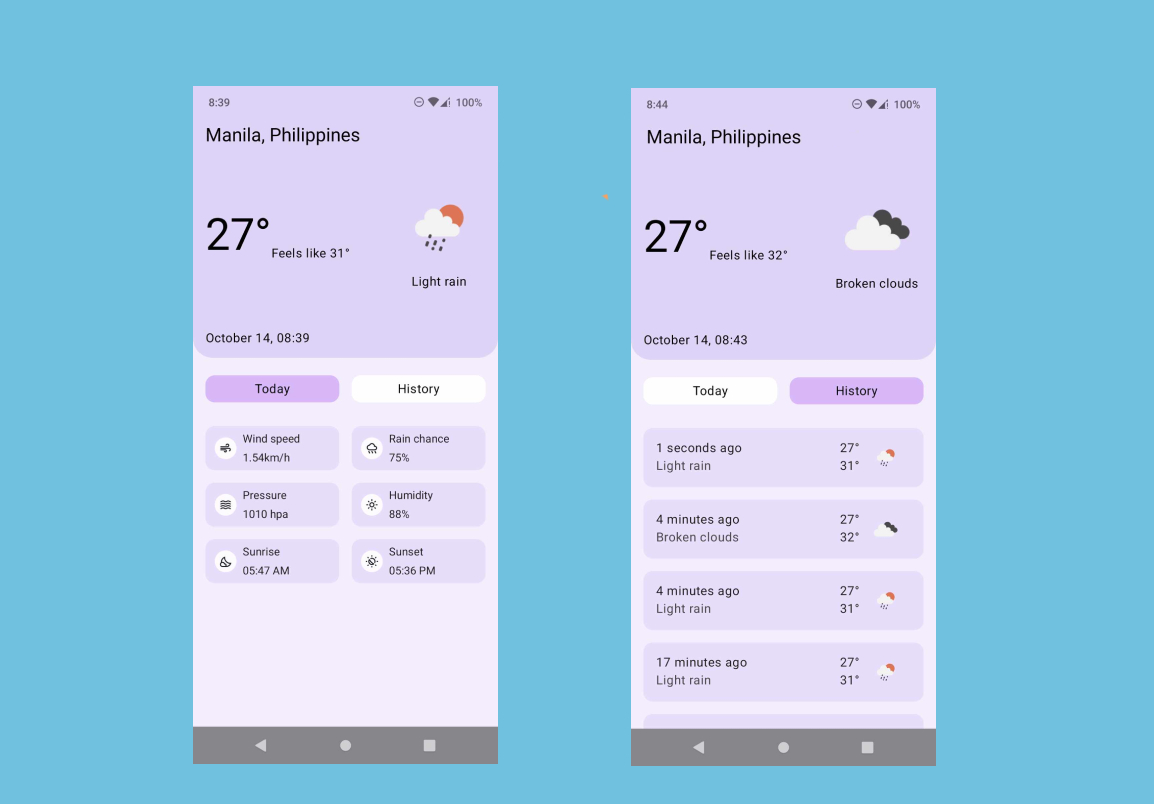 8:39 100%
Manila, Philippines
27° Feels like 31°
Light rain
October 14, 08:39
Today History
Wind speed Rain chance
1.54km/h 75%
Pressure Humidity
1010 hpa 88%
Sunrise Sunset
05:47 AM 05:36 PM
8:44 100%
Manila, Philippines
27° Feels like 32°
Broken clouds
October 14, 08:43
Today History
1 seconds ago 27°
Light rain 31°
4 minutes ago 27°
Broken clouds 32°
4 minutes ago 27°
Light rain 31°
17 minutes ago 27°
Light rain 31°